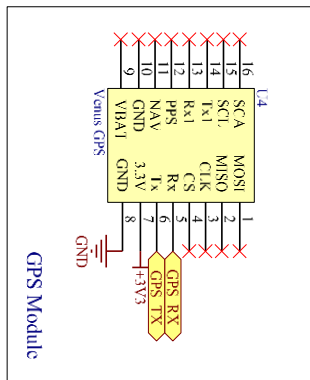 U4
16 SCA MOSI 1
15 SCL MISO 2
14 Tx1 CLK 3
13 Rx1 CS 4
12 PPS Rx 5 GPS RX
11 NAV Tx 6 GPS TX
10 GND 3.3V 7 +3V3
9 VBAT GND 8 GND
Venus GPS
GPS Module